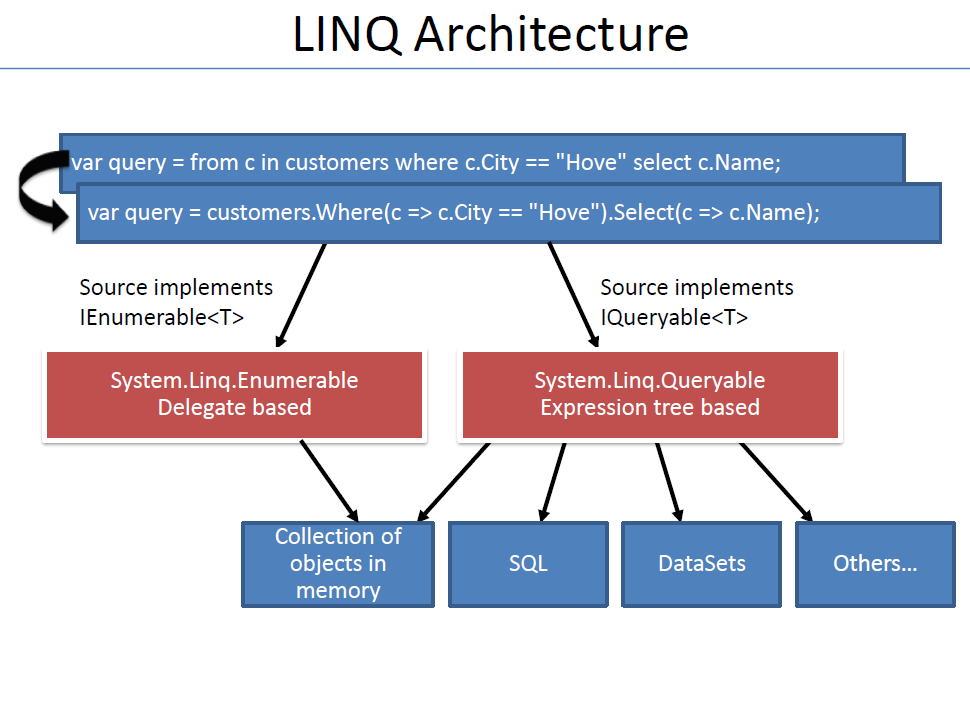 LINQ Architecture
var query = from c in customers where c.City == "Hove" select c.Name;
var query = customers.Where(c => c.City == "Hove").Select(c => c.Name);
Source implements
IEnumerable<T>
Source implements
IQueryable<T>
System.Linq.Enumerable
Delegate based
System.Linq.Queryable
Expression tree based
Collection of
objects in
memory
SQL
DataSets
Others...